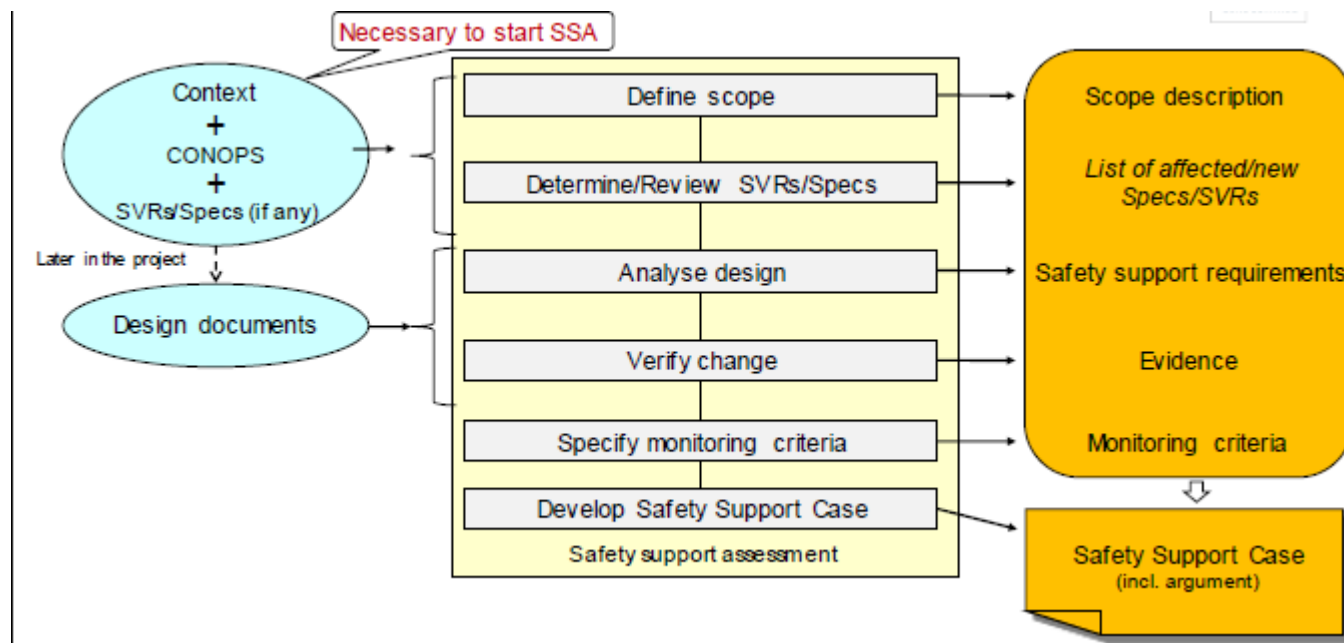 Necessary to start SSA
Context
+
CONOPS
+
SVRs/Specs (if any)
Later in the project
Design documents
Define scope
Determine/Review SVRs/Specs
Analyse design
Verify change
Specify monitoring criteria
Develop Safety Support Case
Safety support assessment
Scope description
List of affected/new
Specs/SVRs
Safety support requirements
Evidence
Monitoring criteria
Safety Support Case
(incl. argument)